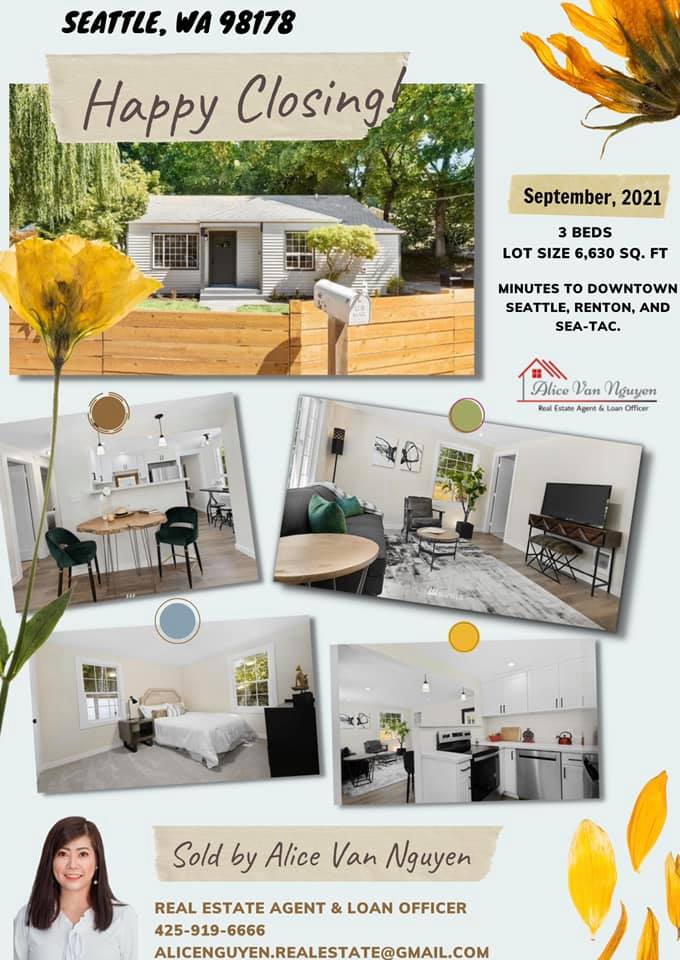 SEATTLE, WA 98178
Happy Closing!
September, 2021
3 BEDS
LOT SIZE 6,630 SQ. FT
MINUTES TO DOWNTOWN
SEATTLE, RENTON, AND
SEA-TAC.
Alice Van Nguyen
Real Estate Agent & Loan Officer
Sold by Alice Van Nguyen
REAL ESTATE AGENT & LOAN OFFICER
425-919-6666
ALICENGUYEN.REALESTATE@GMAIL.COM